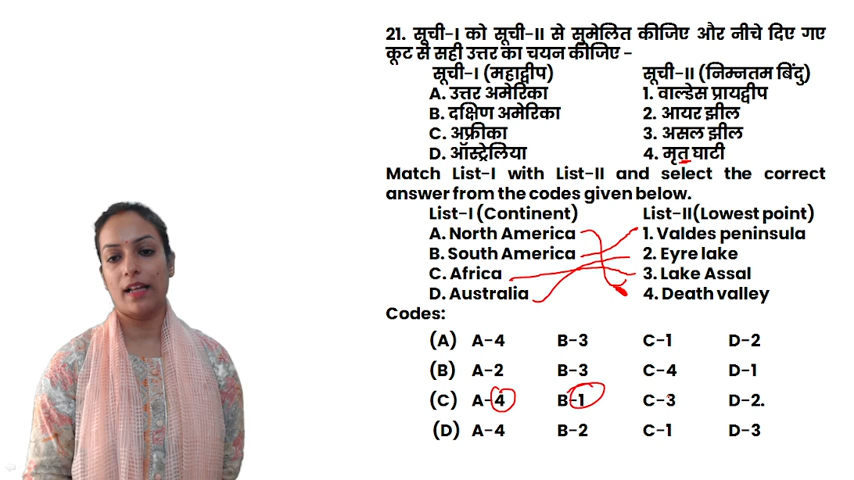 21. सूची-I को सूची-II से सुमेलित कीजिए और नीचे दिए गए
कूट से सही उत्तर का चयन कीजिए -
सूची-I (महाद्वीप) सूची-II (निम्नतम बिंदु)
A. उत्तर अमेरिका 1. वाल्डेस प्रायद्वीप
B. दक्षिण अमेरिका 2. आयर झील
C. अफ्रीका 3. असल झील
D. ऑस्ट्रेलिया 4. मृत घाटी
Match List-I with List-II and select the correct
answer from the codes given below.
List-I (Continent) List-II(Lowest point)
A. North America 1. Valdes peninsula
B. South America 2. Eyre lake
C. Africa 3. Lake Assal
D. Australia 4. Death valley
Codes:
(A) A-4 B-3 C-1 D-2
(B) A-2 B-3 C-4 D-1
(C) A-4 B-1 C-3 D-2.
(D) A-4 B-2 C-1 D-3